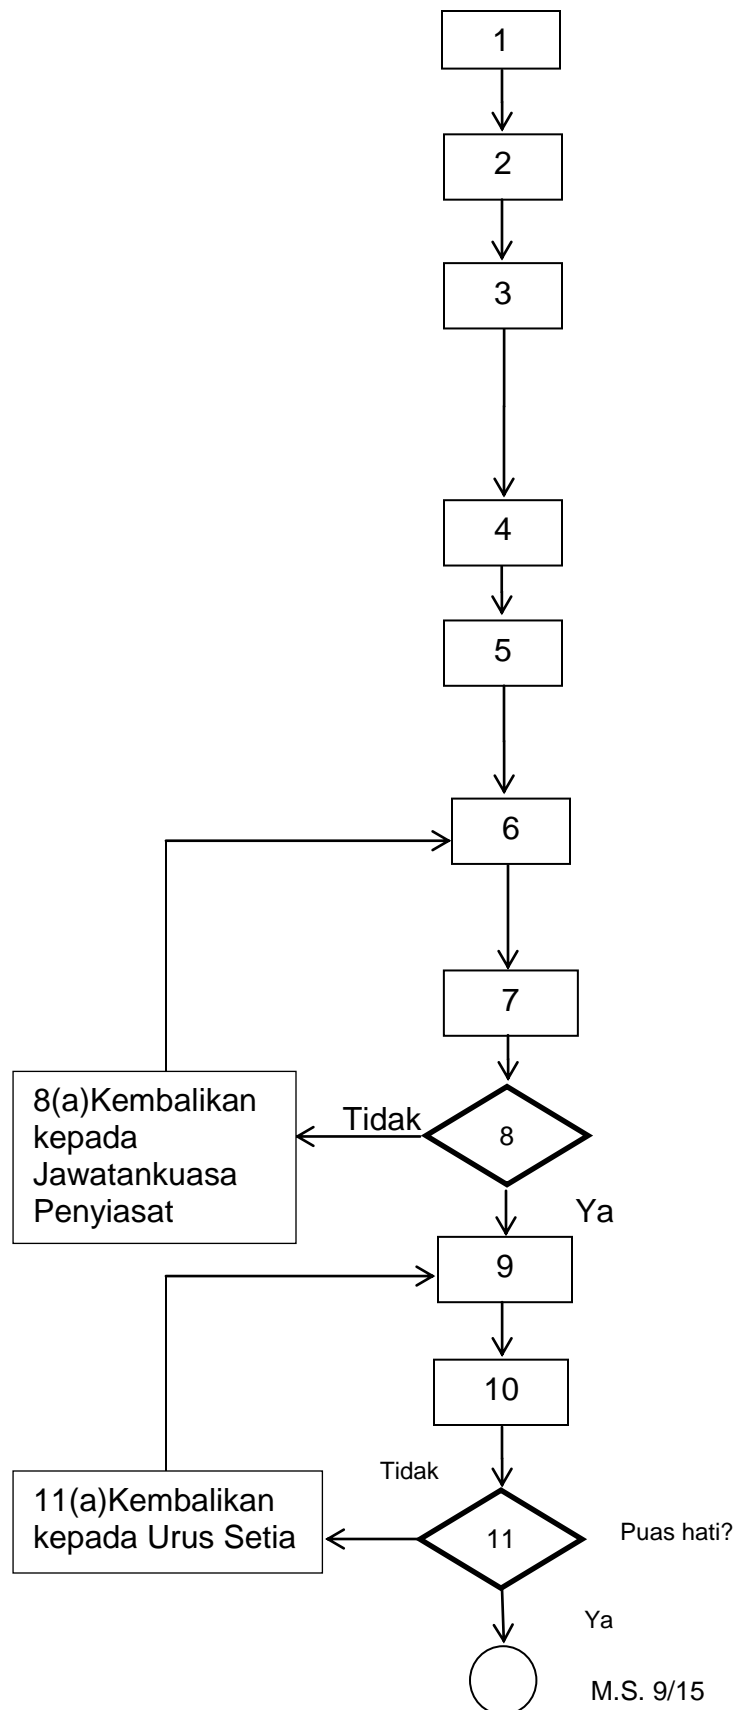 1
2
3
4
5
6
7
8(a)Kembalikan
kepada
Jawatankuasa
Penyiasat
Tidak
8
Ya
9
10
Tidak
11(a)Kembalikan
kepada Urus Setia
11
Puas hati?
Ya
M.S. 9/15